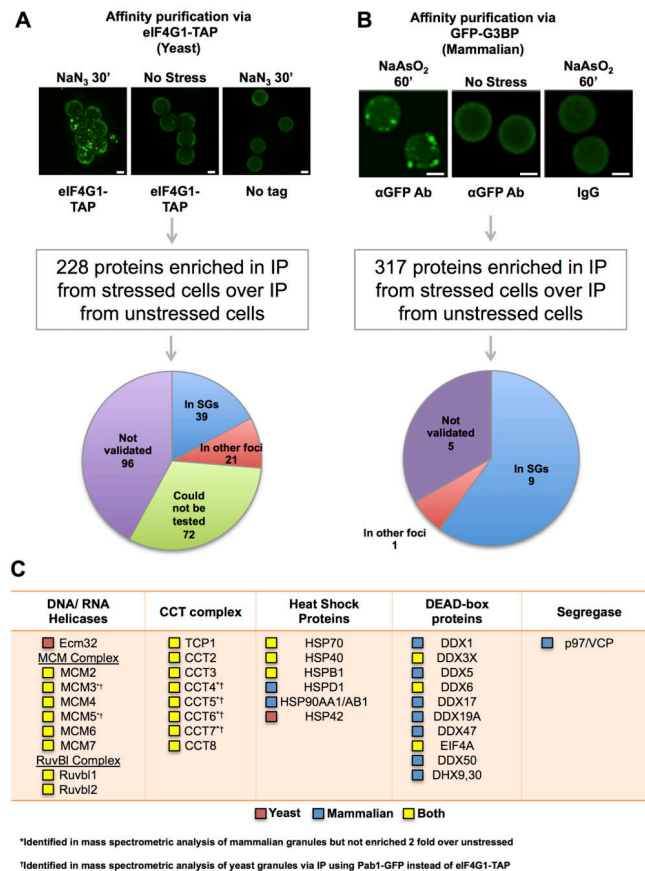 A
Affinity purification via
eIF4G1-TAP
(Yeast)
NaN3 30’
No Stress
NaN3 30’
eIF4G1-
TAP
eIF4G1-
TAP
No tag
228 proteins enriched in IP
from stressed cells over IP
from unstressed cells
In SGs
39
In other foci
21
Could
not be
tested
72
Not
validated
96
B
Affinity purification via
GFP-G3BP
(Mammalian)
NaAsO2
60’
No Stress
NaAsO2
60’
αGFP Ab
αGFP Ab
IgG
317 proteins enriched in IP
from stressed cells over IP
from unstressed cells
Not
validated
5
In SGs
9
In other foci
1
C
DNA/ RNA
Helicases
Ecm32
MCM Complex
MCM2
MCM3*†
MCM4
MCM5*†
MCM6
MCM7
RuvBl Complex
Ruvbl1
Ruvbl2
CCT complex
TCP1
CCT2
CCT3
CCT4*†
CCT5*†
CCT6*†
CCT7*†
CCT8
Heat Shock
Proteins
HSP70
HSP40
HSPB1
HSPD1
HSP90AA1/AB1
HSP42
DEAD-box
proteins
DDX1
DDX3X
DDX5
DDX6
DDX17
DDX19A
DDX47
EIF4A
DDX50
DHX9,30
Segregase
p97/VCP
Yeast
Mammalian
Both
*Identified in mass spectrometric analysis of mammalian granules but not enriched 2 fold over unstressed
†Identified in mass spectrometric analysis of yeast granules via IP using Pab1-GFP instead of eIF4G1-TAP